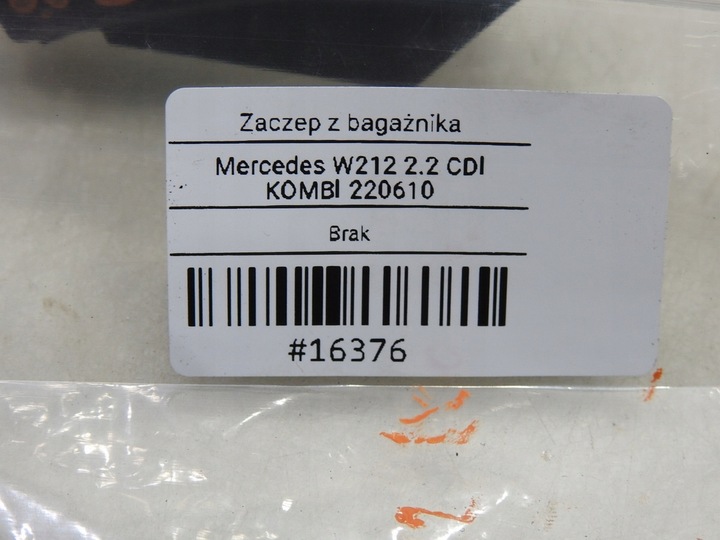 Zaczep z bagażnika
Mercedes W212 2.2 CDI
KOMBI 220610
Brak
#16376